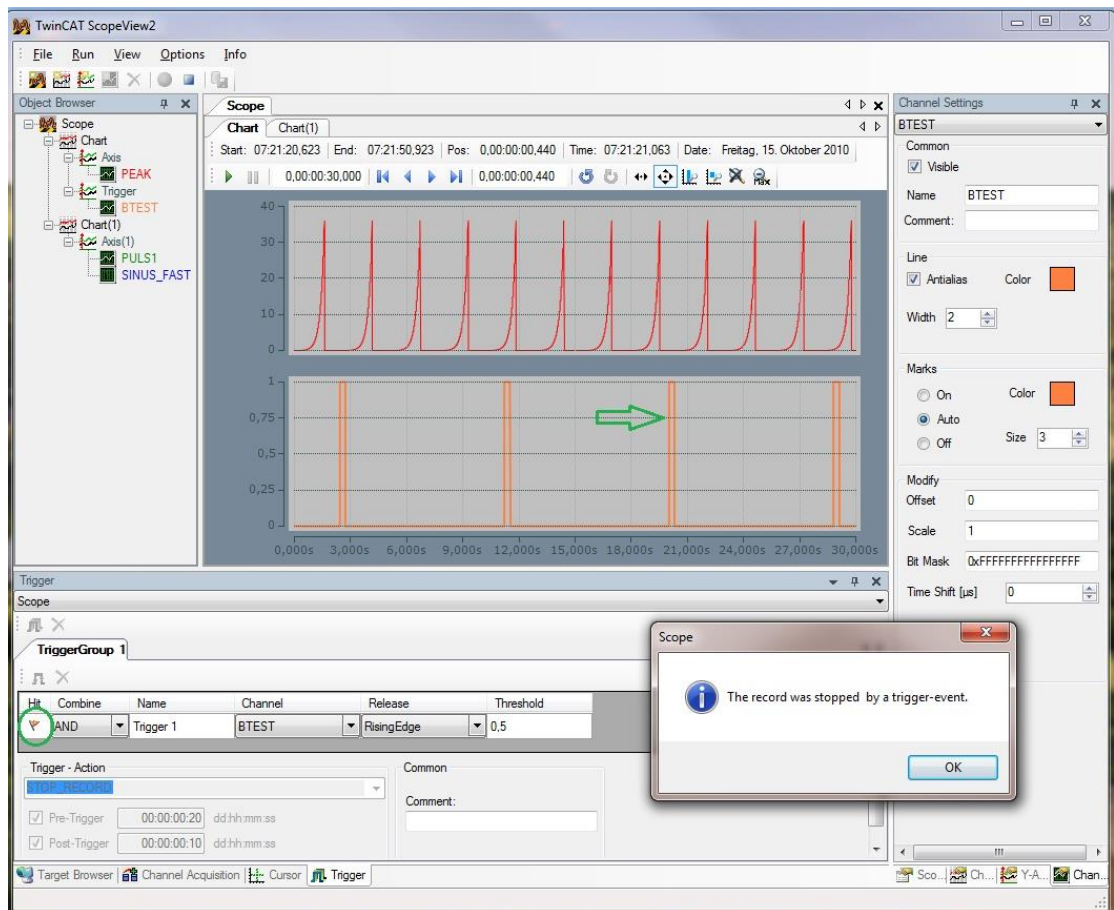 TwinCAT ScopeView2
File Run View Options Info
Object Browser
Scope
Chart
Axis
PEAK
Trigger
BTEST
Chart(1)
Axis(1)
PULS1
SINUS_FAST
Scope
Chart Chart(1)
Start: 07:21:20,623 End: 07:21:50,923 Pos: 0,00:00:00,440 Time: 07:21:21,063 Date: Freitag, 15. Oktober 2010
0,00:00:30,000 0,00:00:00,440 Max
40
30
20
10
0
1
0,75
0,5
0,25
0
0,000s 3,000s 6,000s 9,000s 12,000s 15,000s 18,000s 21,000s 24,000s 27,000s 30,000s
Channel Settings
BTEST
Common
Visible
Name BTEST
Comment:
Line
Antialias Color
Width 2
Marks
On Color
Auto
Off Size 3
Modify
Offset 0
Scale 1
Bit Mask 0xFFFFFFFFFFFFFFFF
Time Shift [µs] 0
Trigger
Scope
TriggerGroup 1
Hit Combine Name Channel Release Threshold
AND Trigger 1 BTEST RisingEdge 0,5
Trigger - Action
STOP_RECORD
Pre-Trigger 00:00:00:20 dd:hh:mm:ss
Post-Trigger 00:00:00:10 dd:hh:mm:ss
Common
Comment:
Scope
The record was stopped by a trigger-event.
OK
Target Browser Channel Acquisition Cursor Trigger
Sco... Ch... Y-A... Chan...